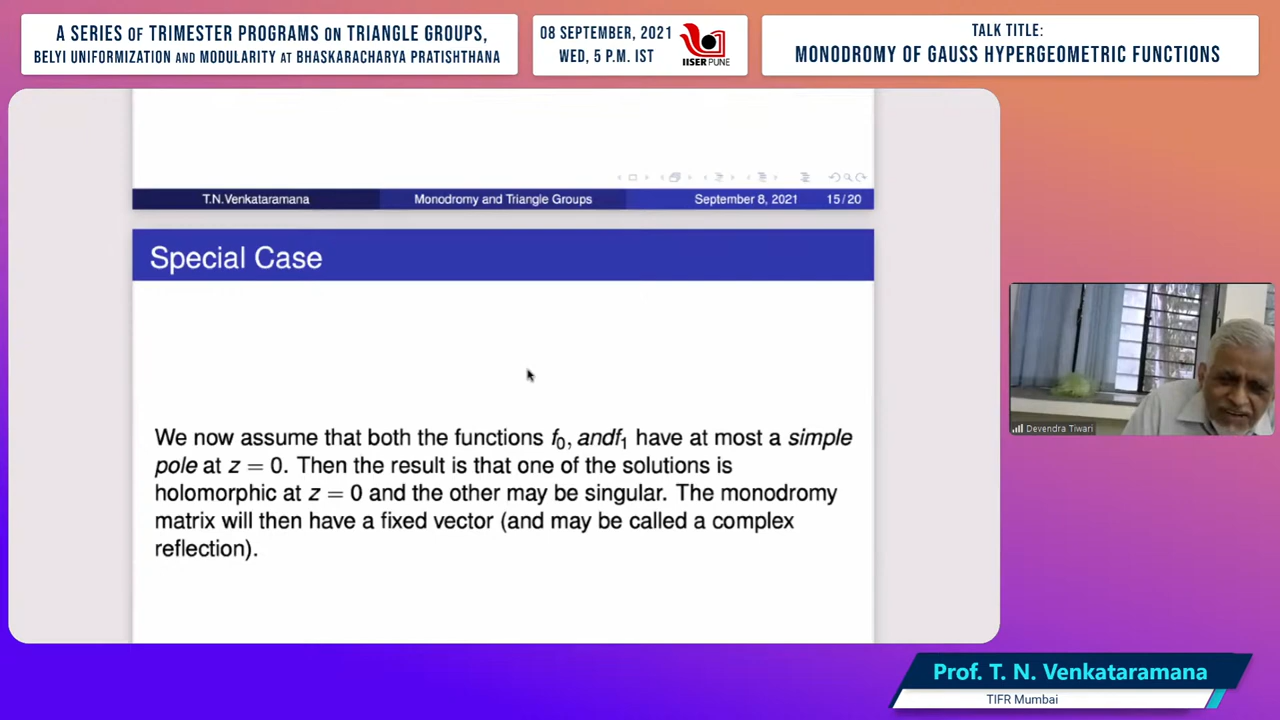 A SERIES OF TRIMESTER PROGRAMS ON TRIANGLE GROUPS,
BELYI UNIFORMIZATION AND MODULARITY AT BHASKARACHARYA PRATISHTHANA
08 SEPTEMBER, 2021
WED, 5 P.M. IST
IISER PUNE
TALK TITLE:
MONODROMY OF GAUSS HYPERGEOMETRIC FUNCTIONS
T.N.Venkataramana Monodromy and Triangle Groups September 8, 2021 15/20
Special Case
We now assume that both the functions f₀, andf₁ have at most a simple
pole at z = 0. Then the result is that one of the solutions is
holomorphic at z = 0 and the other may be singular. The monodromy
matrix will then have a fixed vector (and may be called a complex
reflection).
Devendra Tiwari
Prof. T. N. Venkataramana
TIFR Mumbai